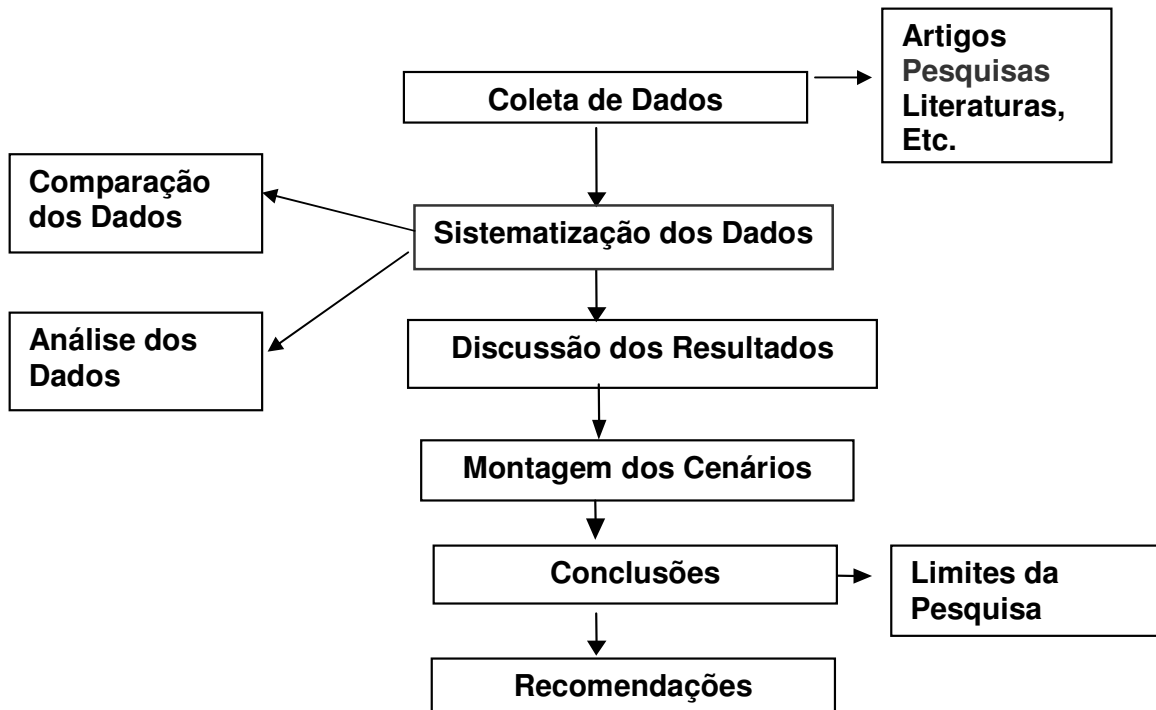 Artigos
Pesquisas
Literaturas,
Etc.
Coleta de Dados
Comparação
dos Dados
Sistematização dos Dados
Análise dos
Dados
Discussão dos Resultados
Montagem dos Cenários
Conclusões
Limites da
Pesquisa
Recomendações